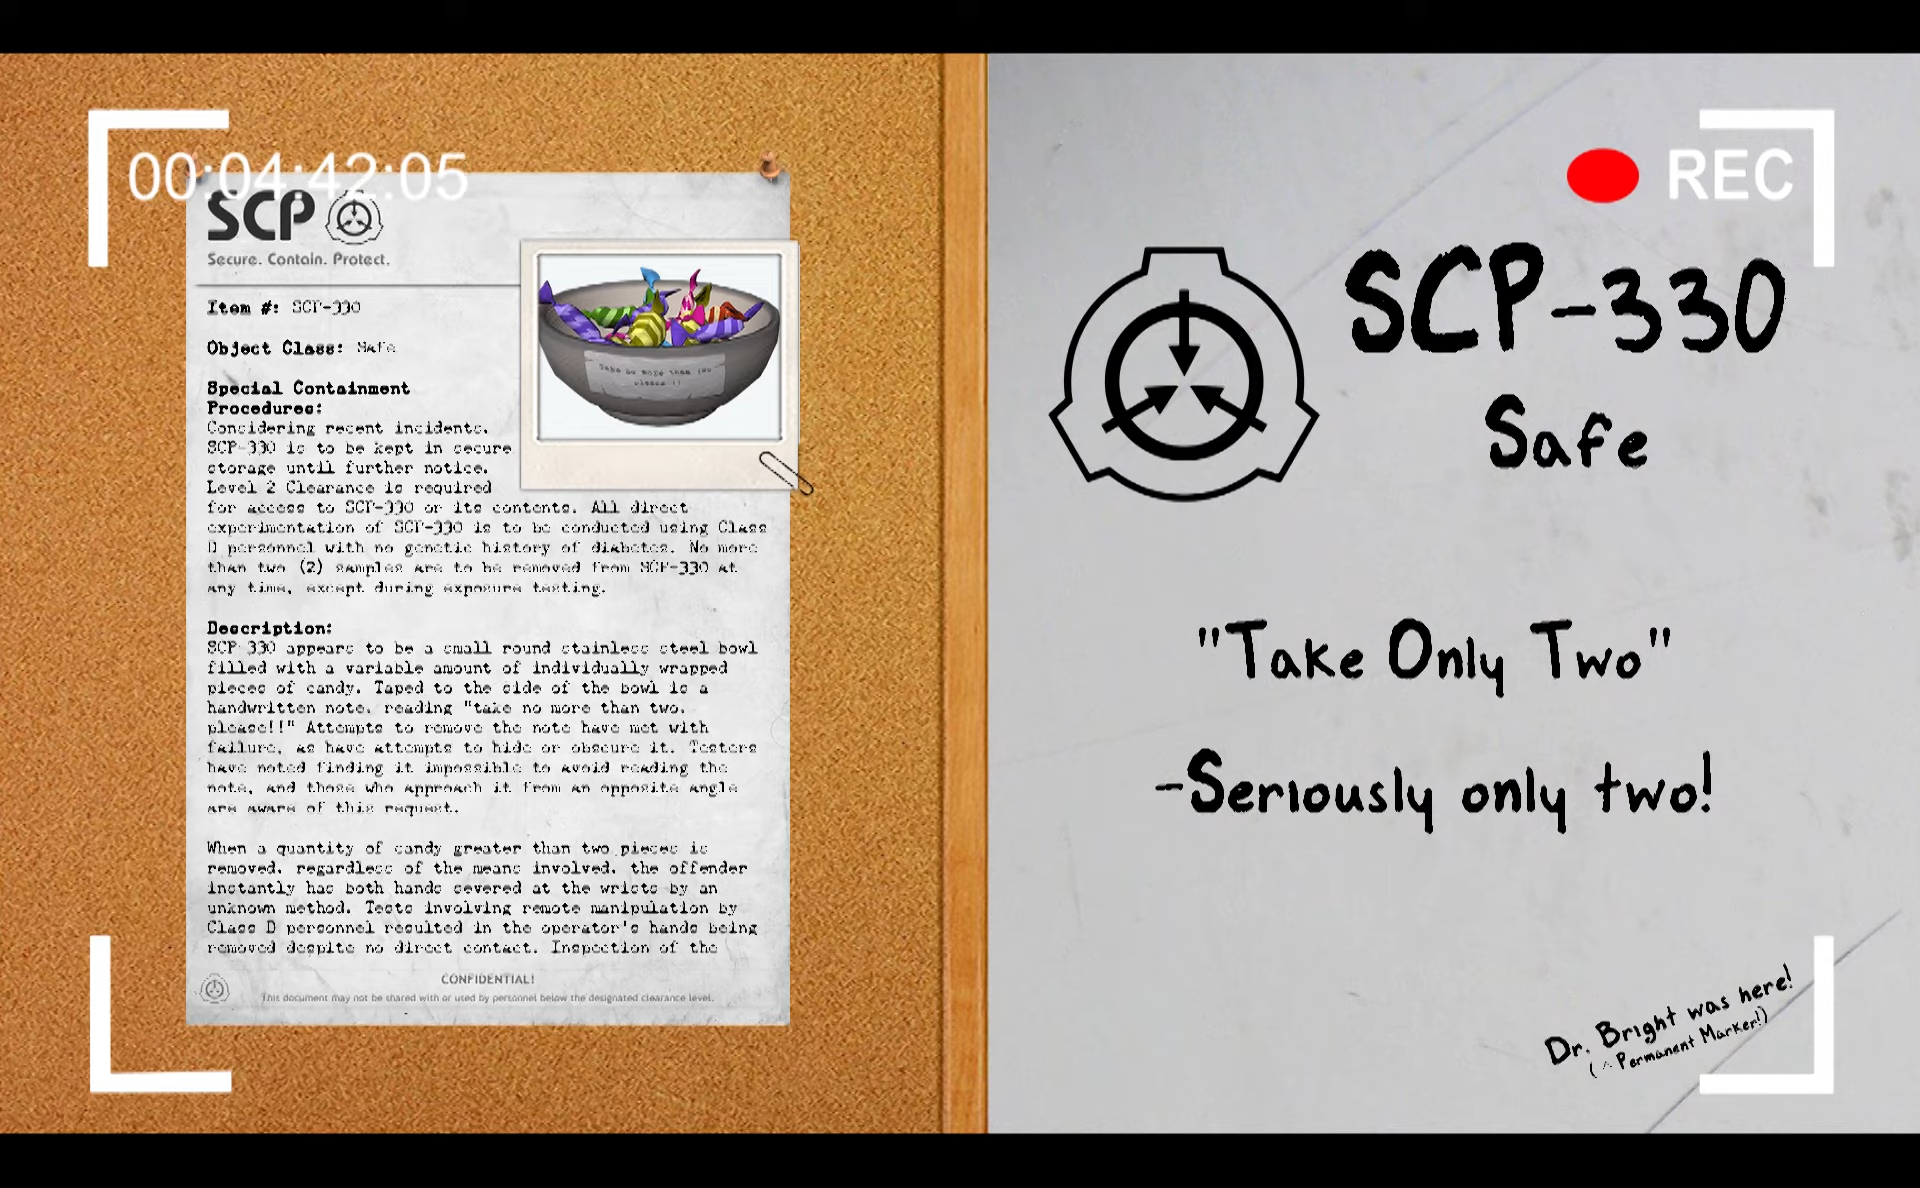 00:04:42:05
SCP
Secure. Contain. Protect.
Item #: SCP-330
Object Class: Safe
Special Containment
Procedures:
Considering recent incidents.
SCP-330 is to be kept in secure
storage until further notice.
Level 2 Clearance is required
for access to SCP-330 or its contents. All direct
experimentation of SCP-330 is to be conducted using Class
D personnel with no genetic history of diabetes. No more
than two (2) samples are to be removed from SCP-330 at
any time, except during exposure testing.
Description:
SCP-330 appears to be a small round stainless steel bowl
filled with a variable amount of individually wrapped
pieces of candy. Taped to the side of the bowl is a
handwritten note, reading "take no more than two,
please!!" Attempts to remove the note have met with
failure, as have attempts to hide or obscure it. Testers
have noted finding it impossible to avoid reading the
note, and those who approach it from an opposite angle
are aware of this request.
When a quantity of candy greater than two pieces is
removed, regardless of the means involved, the offender
instantly has both hands severed at the wrists by an
unknown method. Tests involving remote manipulation by
Class D personnel resulted in the operator's hands being
removed despite no direct contact. Inspection of the
CONFIDENTIAL!
This document may not be shared with or used by personnel below the designated clearance level.
Take no more than two
please !!
REC
SCP-330
Safe
"Take Only Two"
-Seriously only two!
Dr. Bright was here!
(^ Permanent Marker!)